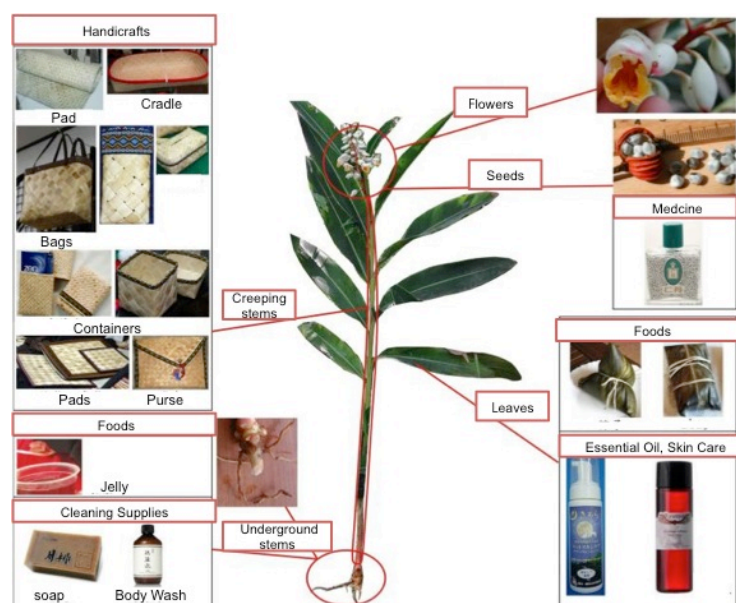 Handicrafts
Pad
Cradle
Bags
Containers
Pads
Purse
Foods
Jelly
Cleaning Supplies
soap
Body Wash
Creeping
stems
Underground
stems
Flowers
Seeds
Medcine
Leaves
Foods
Essential Oil, Skin Care